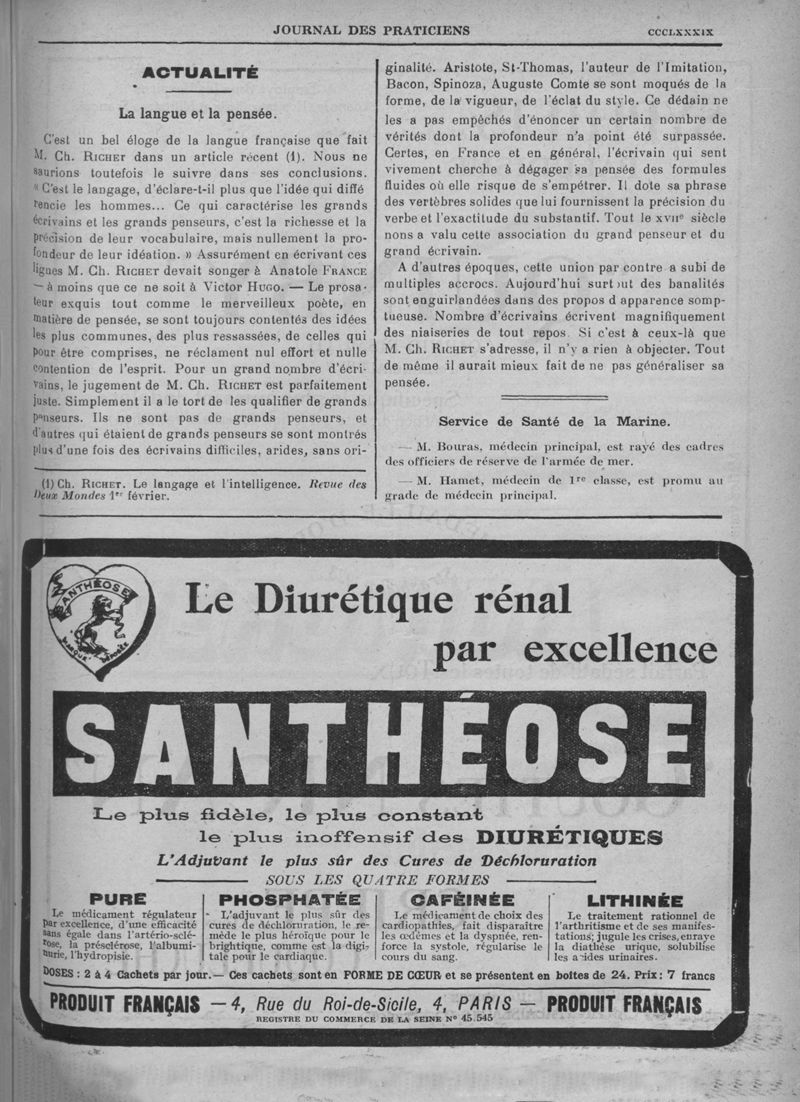 JOURNAL DES PRATICIENS
CCCLXXXIX
ACTUALITÉ
La langue et la pensée.
C'est un bel éloge de la langue française que fait
M. Ch. RICHET dans un article récent (1). Nous ne
saurions toutefois le suivre dans ses conclusions.
« C'est le langage, d'éclare-t-il plus que l'idée qui diffé
rencie les hommes... Ce qui caractérise les grands
écrivains et les grands penseurs, c'est la richesse et la
précision de leur vocabulaire, mais nullement la pro-
fondeur de leur idéation. » Assurément en écrivant ces
lignes M. Ch. RICHET devait songer à Anatole FRANCE
— à moins que ce ne soit à Victor HUGO. — Le prosa-
teur exquis tout comme le merveilleux poète, en
matière de pensée, se sont toujours contentés des idées
les plus communes, des plus ressassées, de celles qui
pour être comprises, ne réclament nul effort et nulle
contention de l'esprit. Pour un grand nombre d'écri-
vains, le jugement de M. Ch. RICHET est parfaitement
juste. Simplement il a le tort de les qualifier de grands
penseurs. Ils ne sont pas de grands penseurs, et
d'autres qui étaient de grands penseurs se sont montrés
plus d'une fois des écrivains difficiles, arides, sans ori-
(1) Ch. RICHET. Le langage et l'intelligence. Revue des
Deux Mondes 1er février.
ginalité. Aristote, St-Thomas, l'auteur de l'Imitation,
Bacon, Spinoza, Auguste Comte se sont moqués de la
forme, de la vigueur, de l'éclat du style. Ce dédain ne
les a pas empêchés d'énoncer un certain nombre de
vérités dont la profondeur n'a point été surpassée.
Certes, en France et en général, l'écrivain qui sent
vivement cherche à dégager sa pensée des formules
fluides où elle risque de s'empêtrer. Il dote sa phrase
des vertèbres solides que lui fournissent la précision du
verbe et l'exactitude du substantif. Tout le XVIIe siècle
nons a valu cette association du grand penseur et du
grand écrivain.
A d'autres époques, cette union par contre a subi de
multiples accrocs. Aujourd'hui surtout des banalités
sont enguirlandées dans des propos d apparence somp-
tueuse. Nombre d'écrivains écrivent magnifiquement
des niaiseries de tout repos. Si c'est à ceux-là que
M. Ch. RICHET s'adresse, il n'y a rien à objecter. Tout
de même il aurait mieux fait de ne pas généraliser sa
pensée.
Service de Santé de la Marine.
— M. Bouras, médecin principal, est rayé des cadres
des officiers de réserve de l'armée de mer.
— M. Hamet, médecin de 1re classe, est promu au
grade de médecin principal.
SANTHÉOSE
MARQUE DÉPOSÉE
Le Diurétique rénal
par excellence
SANTHÉOSE
Le plus fidèle, le plus constant
le plus inoffensif des DIURÉTIQUES
L'Adjuvant le plus sûr des Cures de Déchloruration
SOUS LES QUATRE FORMES
PURE
Le médicament régulateur
par excellence, d'une efficacité
sans égale dans l'artério-sclé-
rose, la présclérose, l'albumi-
nurie, l'hydropisie.
PHOSPHATÉE
L'adjuvant le plus sûr des
cures de déchloruration, le re-
mède le plus héroïque pour le
brightique, comme est la digi-
tale pour le cardiaque.
CAFÉINÉE
Le médicament de choix des
cardiopathies, fait disparaître
les œdèmes et la dyspnée, ren-
force la systole, régularise le
cours du sang.
LITHINÉE
Le traitement rationnel de
l'arthritisme et de ses manifes-
tations; jugule les crises, enraye
la diathèse urique, solubilise
les acides urinaires.
DOSES : 2 à 4 Cachets par jour.— Ces cachets sont en FORME DE CŒUR et se présentent en boîtes de 24. Prix : 7 francs
PRODUIT FRANÇAIS — 4, Rue du Roi-de-Sicile, 4, PARIS — PRODUIT FRANÇAIS
REGISTRE DU COMMERCE DE LA SEINE N° 45.545